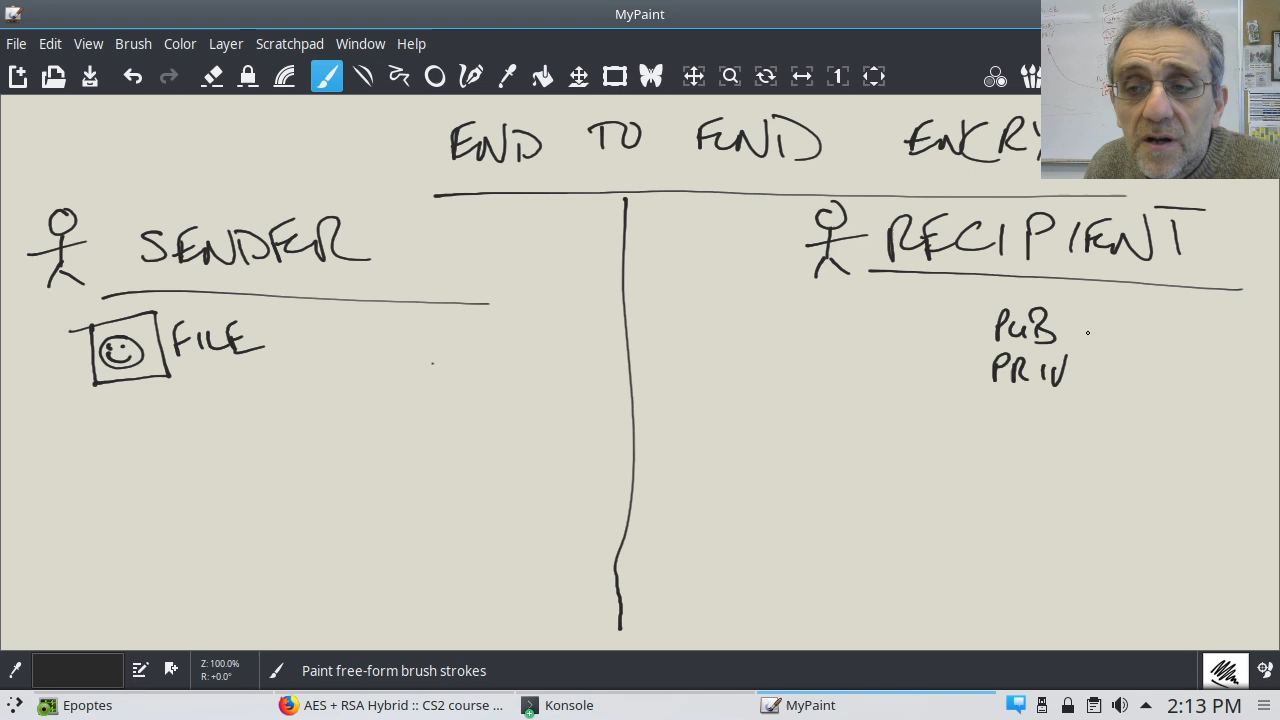 MyPaint
File Edit View Brush Color Layer Scratchpad Window Help
END TO END ENCRY
SENDER
RECIPIENT
FILE
PUB
PRIV
Z: 100.0%
R: +0.0°
Paint free-form brush strokes
Epoptes
AES + RSA Hybrid :: CS2 course ...
Konsole
MyPaint
2:13 PM